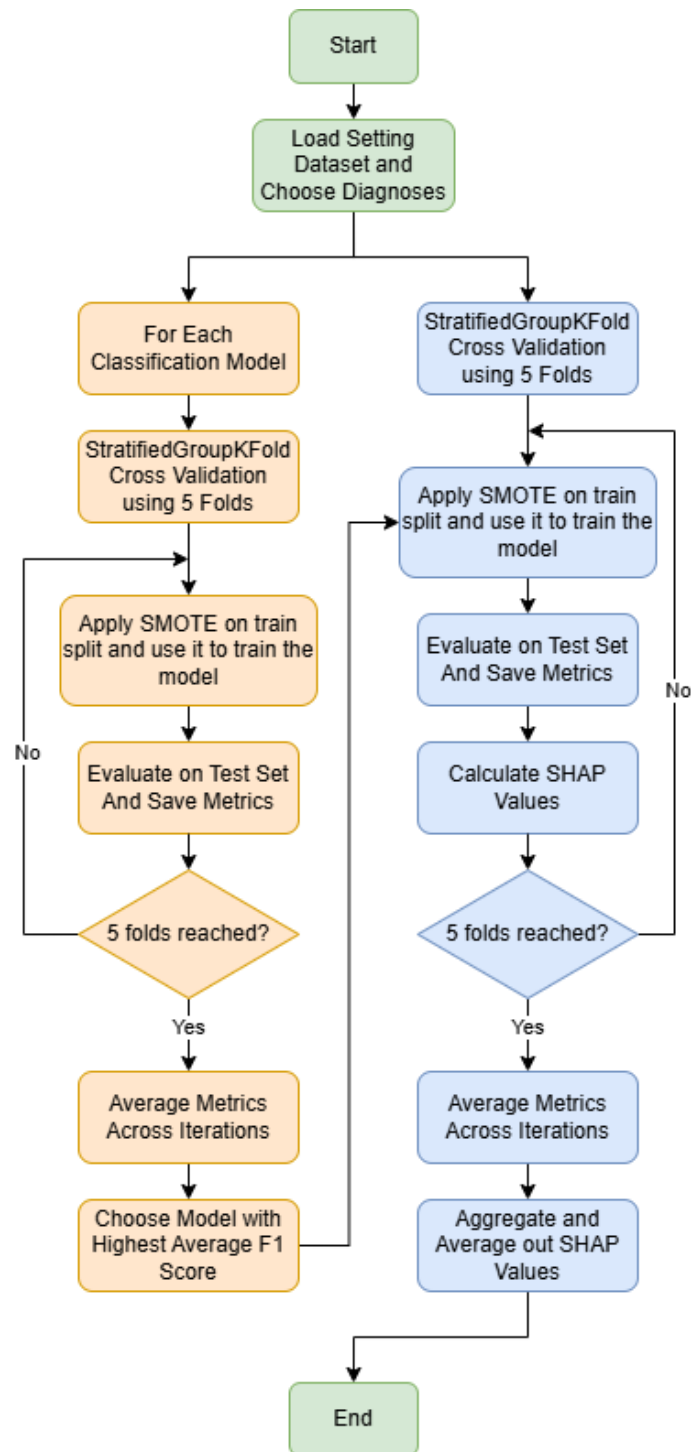 Start
Load Setting
Dataset and
Choose Diagnoses
For Each
Classification Model
StratifiedGroupKFold
Cross Validation
using 5 Folds
Apply SMOTE on train
split and use it to train the
model
Evaluate on Test Set
And Save Metrics
No
5 folds reached?
Yes
Average Metrics
Across Iterations
Choose Model with
Highest Average F1
Score
StratifiedGroupKFold
Cross Validation
using 5 Folds
Apply SMOTE on train
split and use it to train the
model
Evaluate on Test Set
And Save Metrics
No
Calculate SHAP
Values
5 folds reached?
Yes
Average Metrics
Across Iterations
Aggregate and
Average out SHAP
Values
End